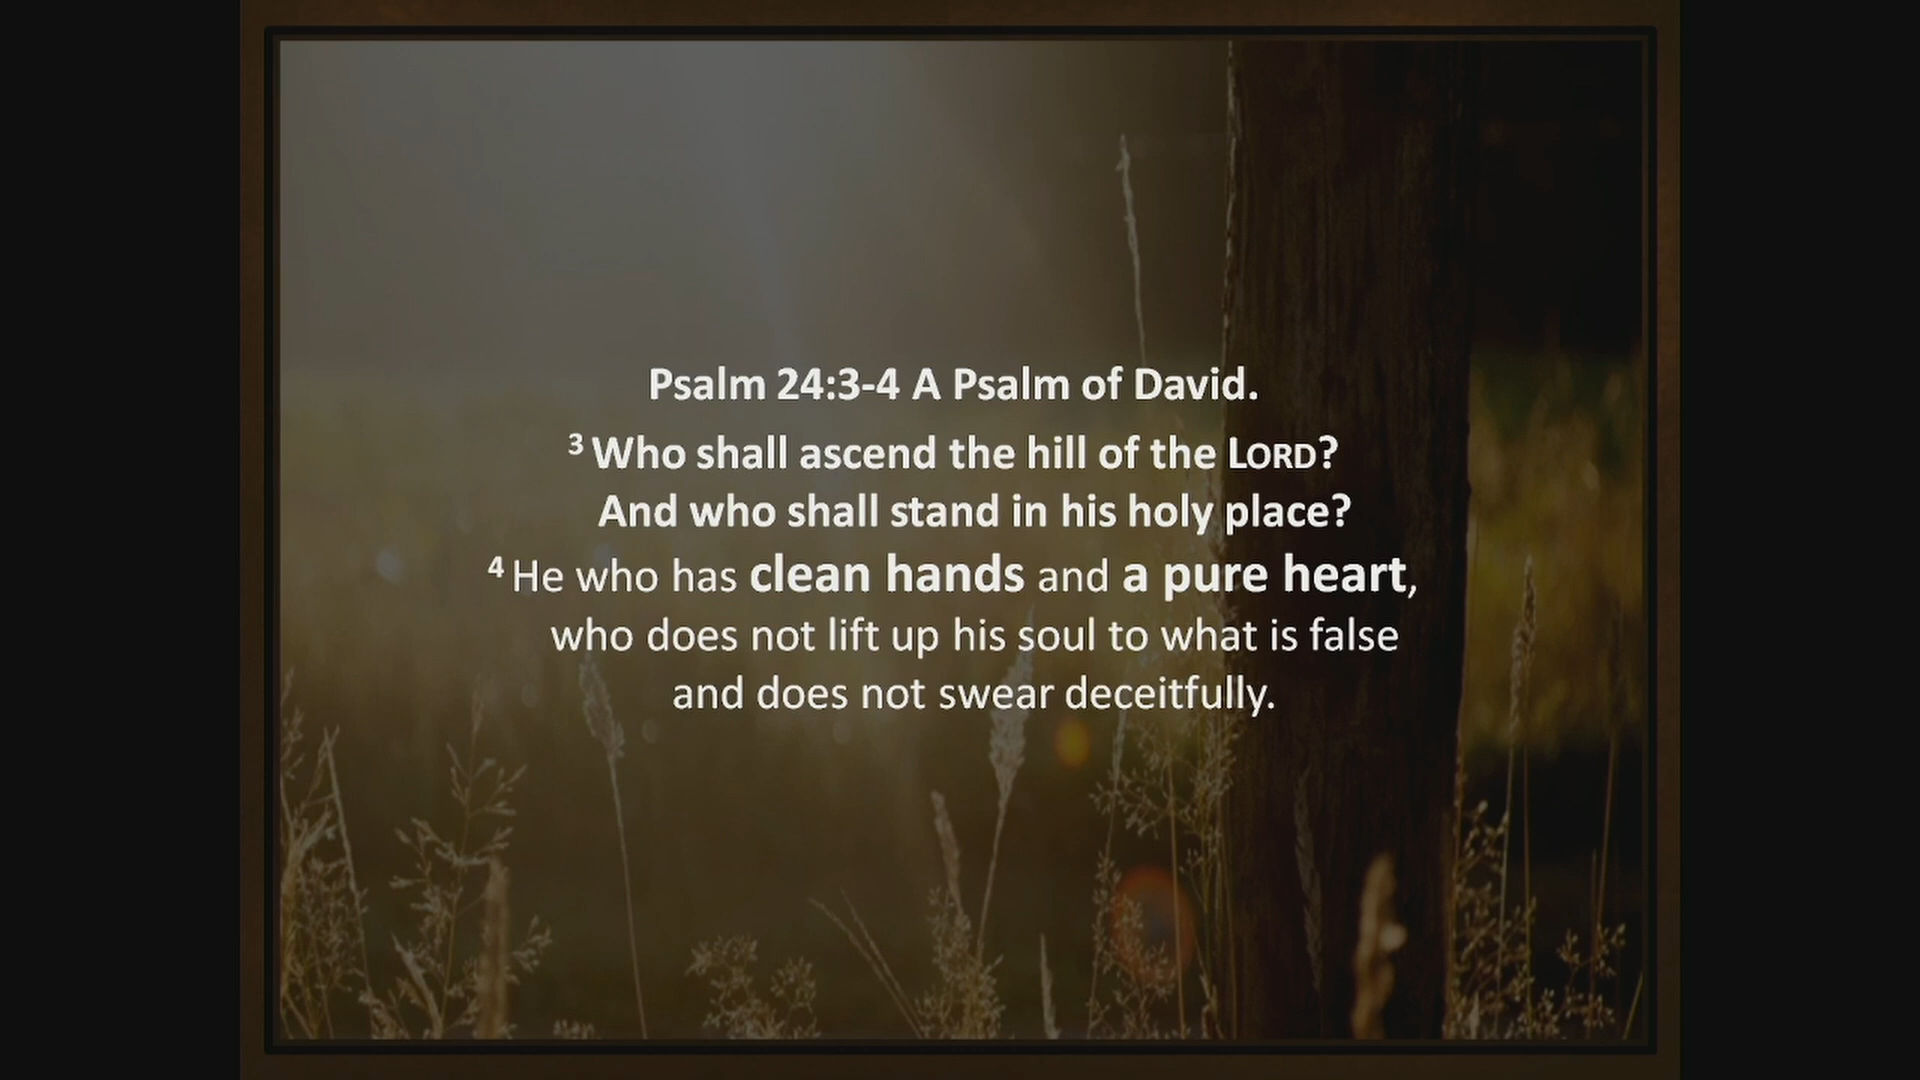 Psalm 24:3-4 A Psalm of David.
3 Who shall ascend the hill of the LORD?
And who shall stand in his holy place?
4 He who has clean hands and a pure heart,
who does not lift up his soul to what is false
and does not swear deceitfully.